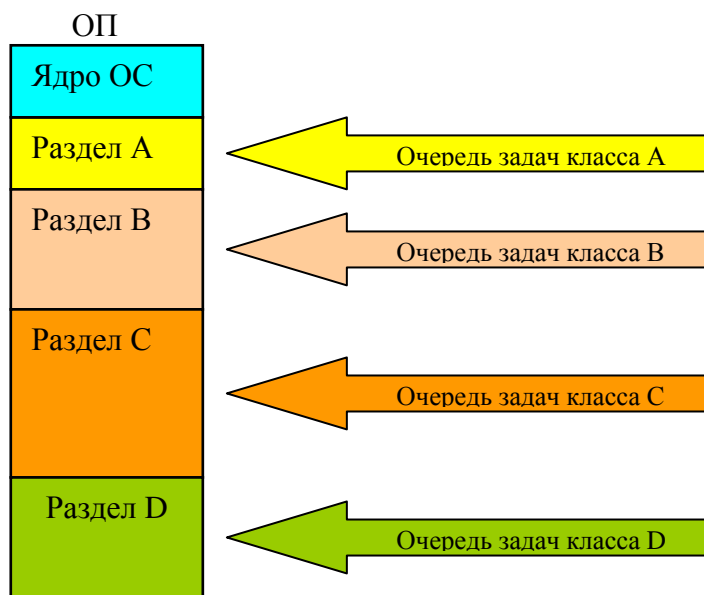 ОП
Ядро ОС
Раздел A
Очередь задач класса A
Раздел B
Очередь задач класса B
Раздел C
Очередь задач класса C
Раздел D
Очередь задач класса D